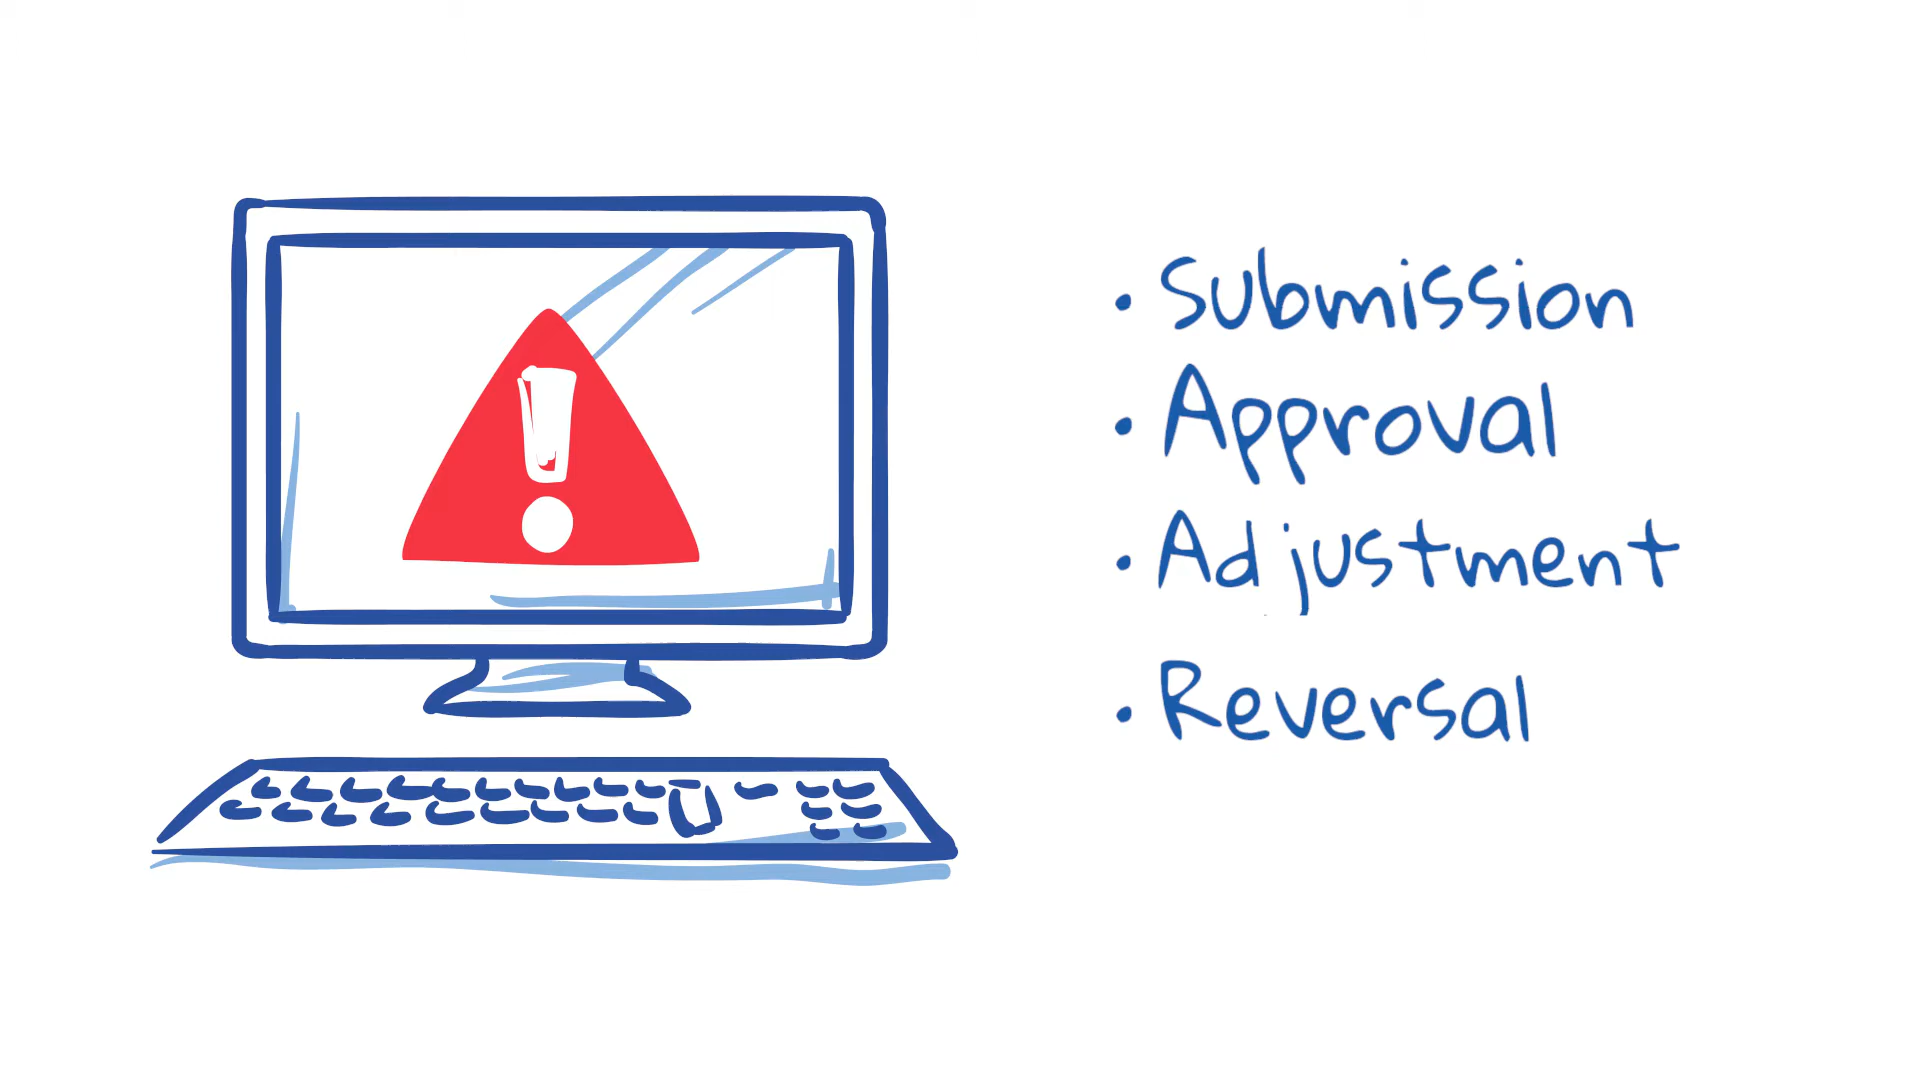 • Submission
• Approval
• Adjustment
• Reversal